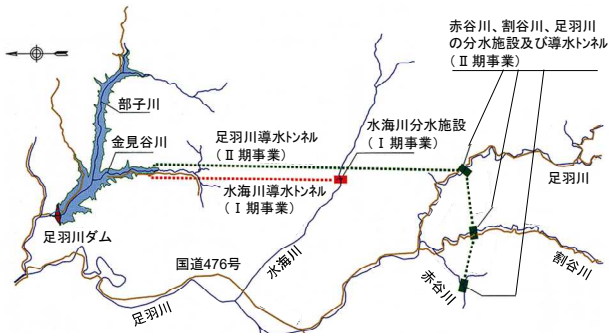 赤谷川、割谷川、足羽川
の分水施設及び導水トンネル
(Ⅱ期事業)
部子川
金見谷川
足羽川導水トンネル
(Ⅱ期事業)
水海川分水施設
(Ⅰ期事業)
水海川導水トンネル
(Ⅰ期事業)
足羽川
足羽川ダム
国道476号
水海川
足羽川
赤谷川
割谷川